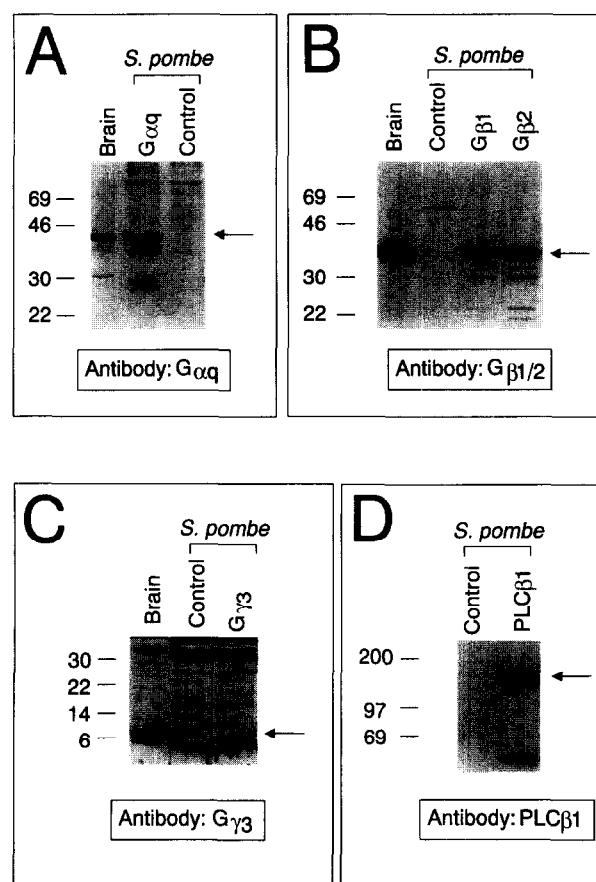 A
S. pombe
Brain
Gαq
Control
69
46
30
22
Antibody: Gαq
B
S. pombe
Brain
Control
Gβ1
Gβ2
69
46
30
22
Antibody: Gβ1/2
C
S. pombe
Brain
Control
Gγ3
30
22
14
6
Antibody: Gγ3
D
S. pombe
Control
PLCβ1
200
97
69
Antibody: PLCβ1